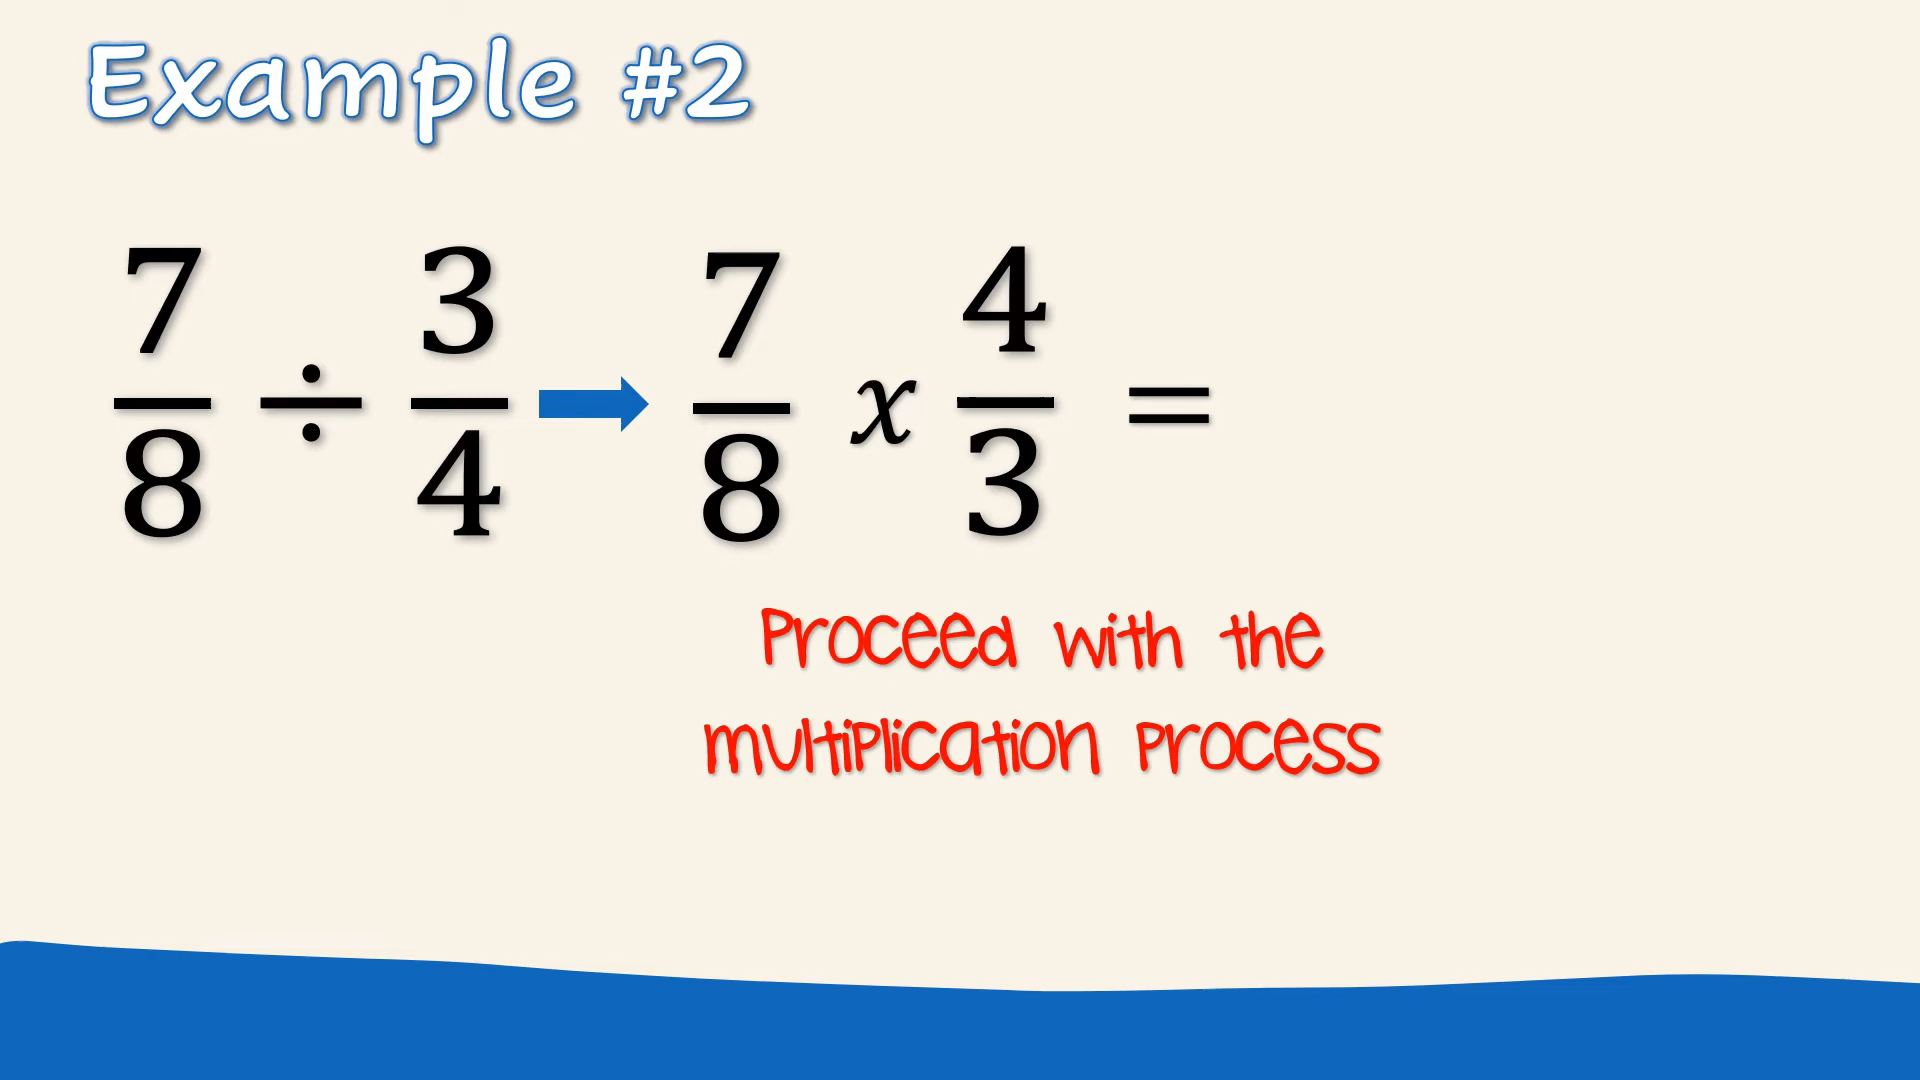 Example #2
7/8 ÷ 3/4 → 7/8 x 4/3 =
Proceed with the
multiplication process